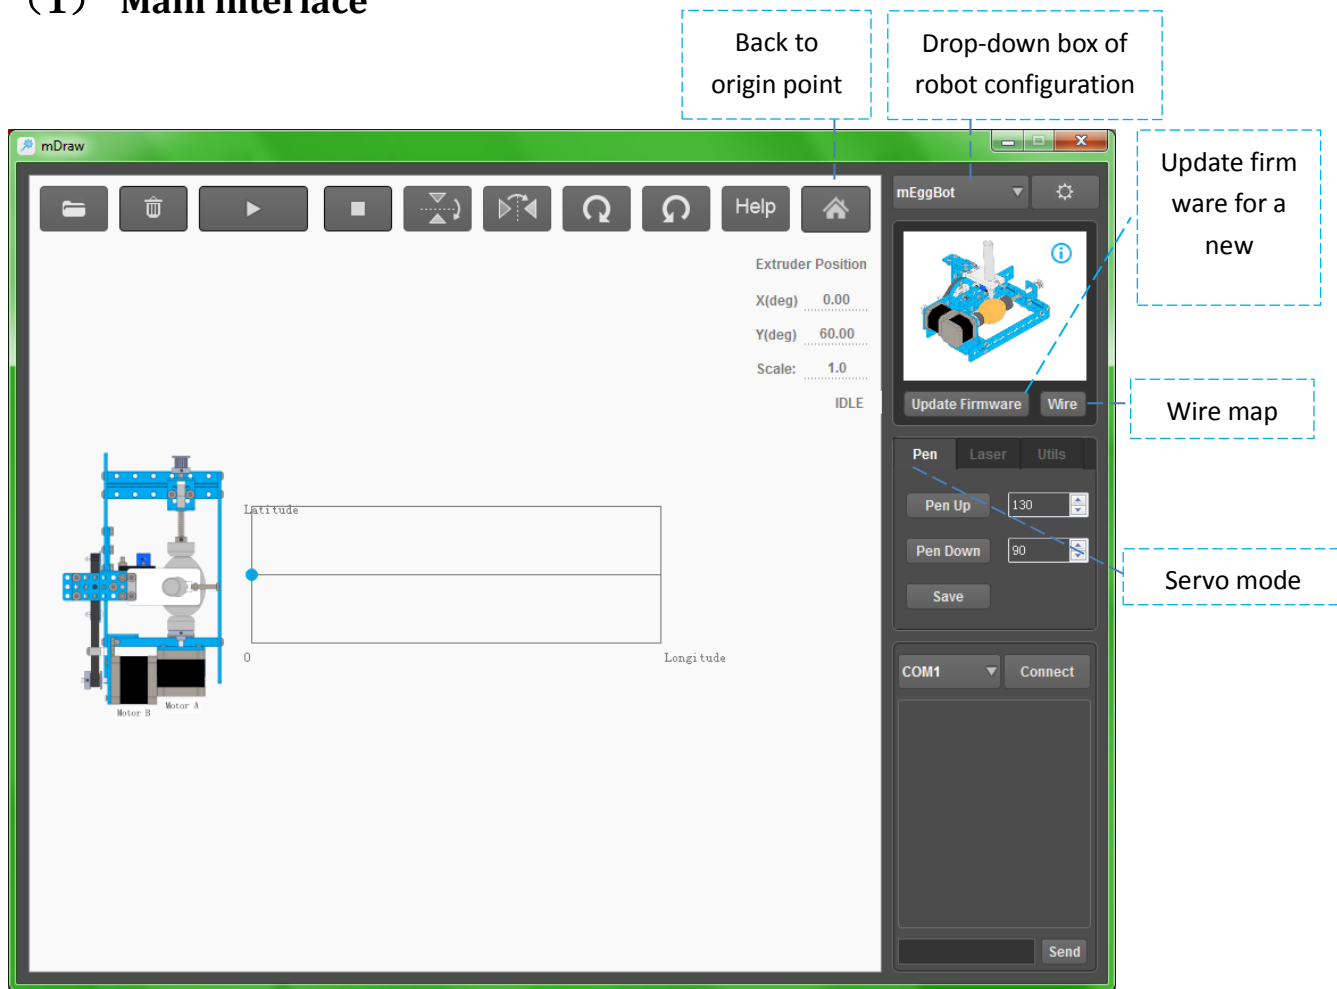 （1） Main interface
Back to
origin point
Drop-down box of
robot configuration
mDraw
Update firm
ware for a
new
Help
mEggBot
Extruder Position
X(deg) 0.00
Y(deg) 60.00
Scale: 1.0
IDLE
Update Firmware
Wire
Wire map
Pen
Laser
Utils
Pen Up
130
Pen Down
90
Save
Servo mode
Latitude
0
Longitude
Motor B
Motor A
COM1
Connect
Send